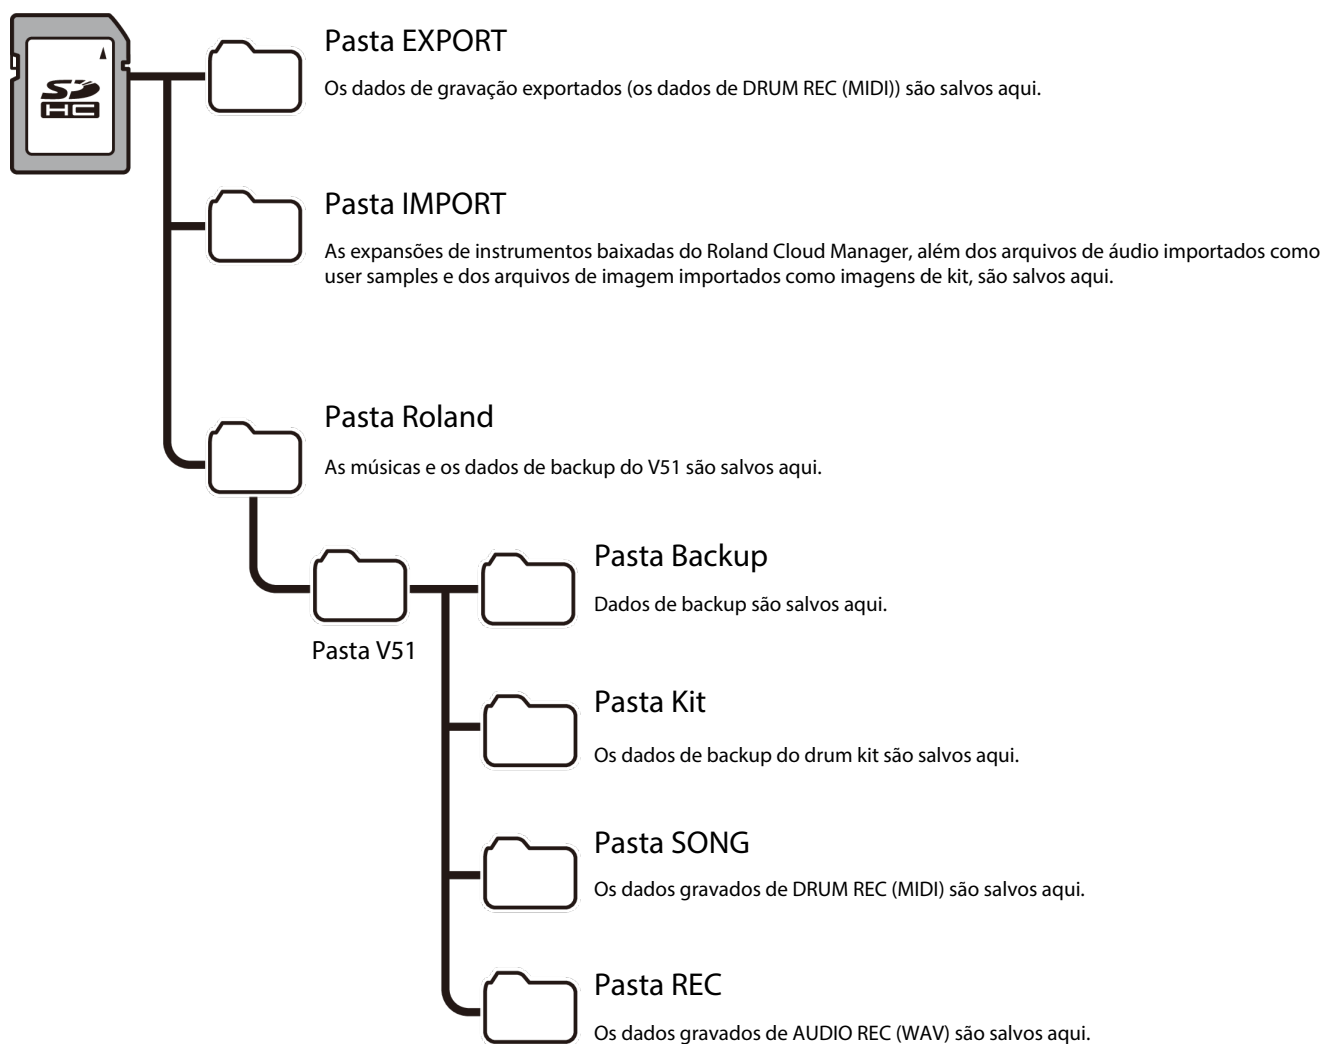 SD
HC
Pasta EXPORT
Os dados de gravação exportados (os dados de DRUM REC (MIDI)) são salvos aqui.
Pasta IMPORT
As expansões de instrumentos baixadas do Roland Cloud Manager, além dos arquivos de áudio importados como
user samples e dos arquivos de imagem importados como imagens de kit, são salvos aqui.
Pasta Roland
As músicas e os dados de backup do V51 são salvos aqui.
Pasta V51
Pasta Backup
Dados de backup são salvos aqui.
Pasta Kit
Os dados de backup do drum kit são salvos aqui.
Pasta SONG
Os dados gravados de DRUM REC (MIDI) são salvos aqui.
Pasta REC
Os dados gravados de AUDIO REC (WAV) são salvos aqui.